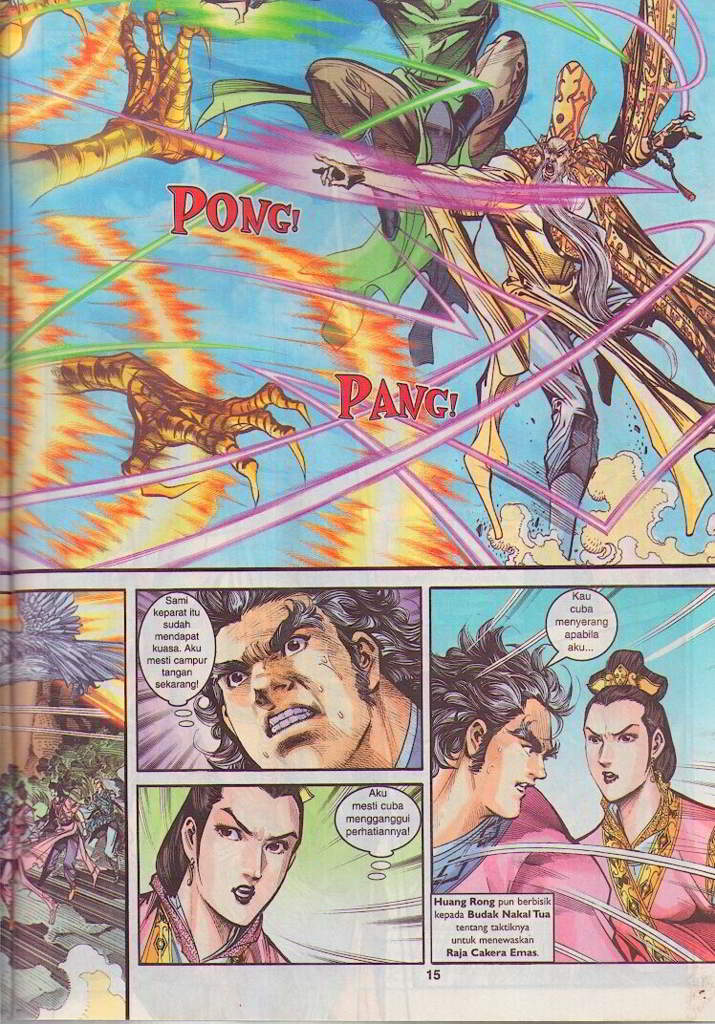 PONG!
PANG!
Sami
keparat itu
sudah
mendapat
kuasa. Aku
mesti campur
tangan
sekarang!
Kau
cuba
menyerang
apabila
aku...
Aku
mesti cuba
mengganggui
perhatiannya!
Huang Rong pun berbisik
kepada Budak Nakal Tua
tentang taktiknya
untuk menewaskan
Raja Cakera Emas.
15